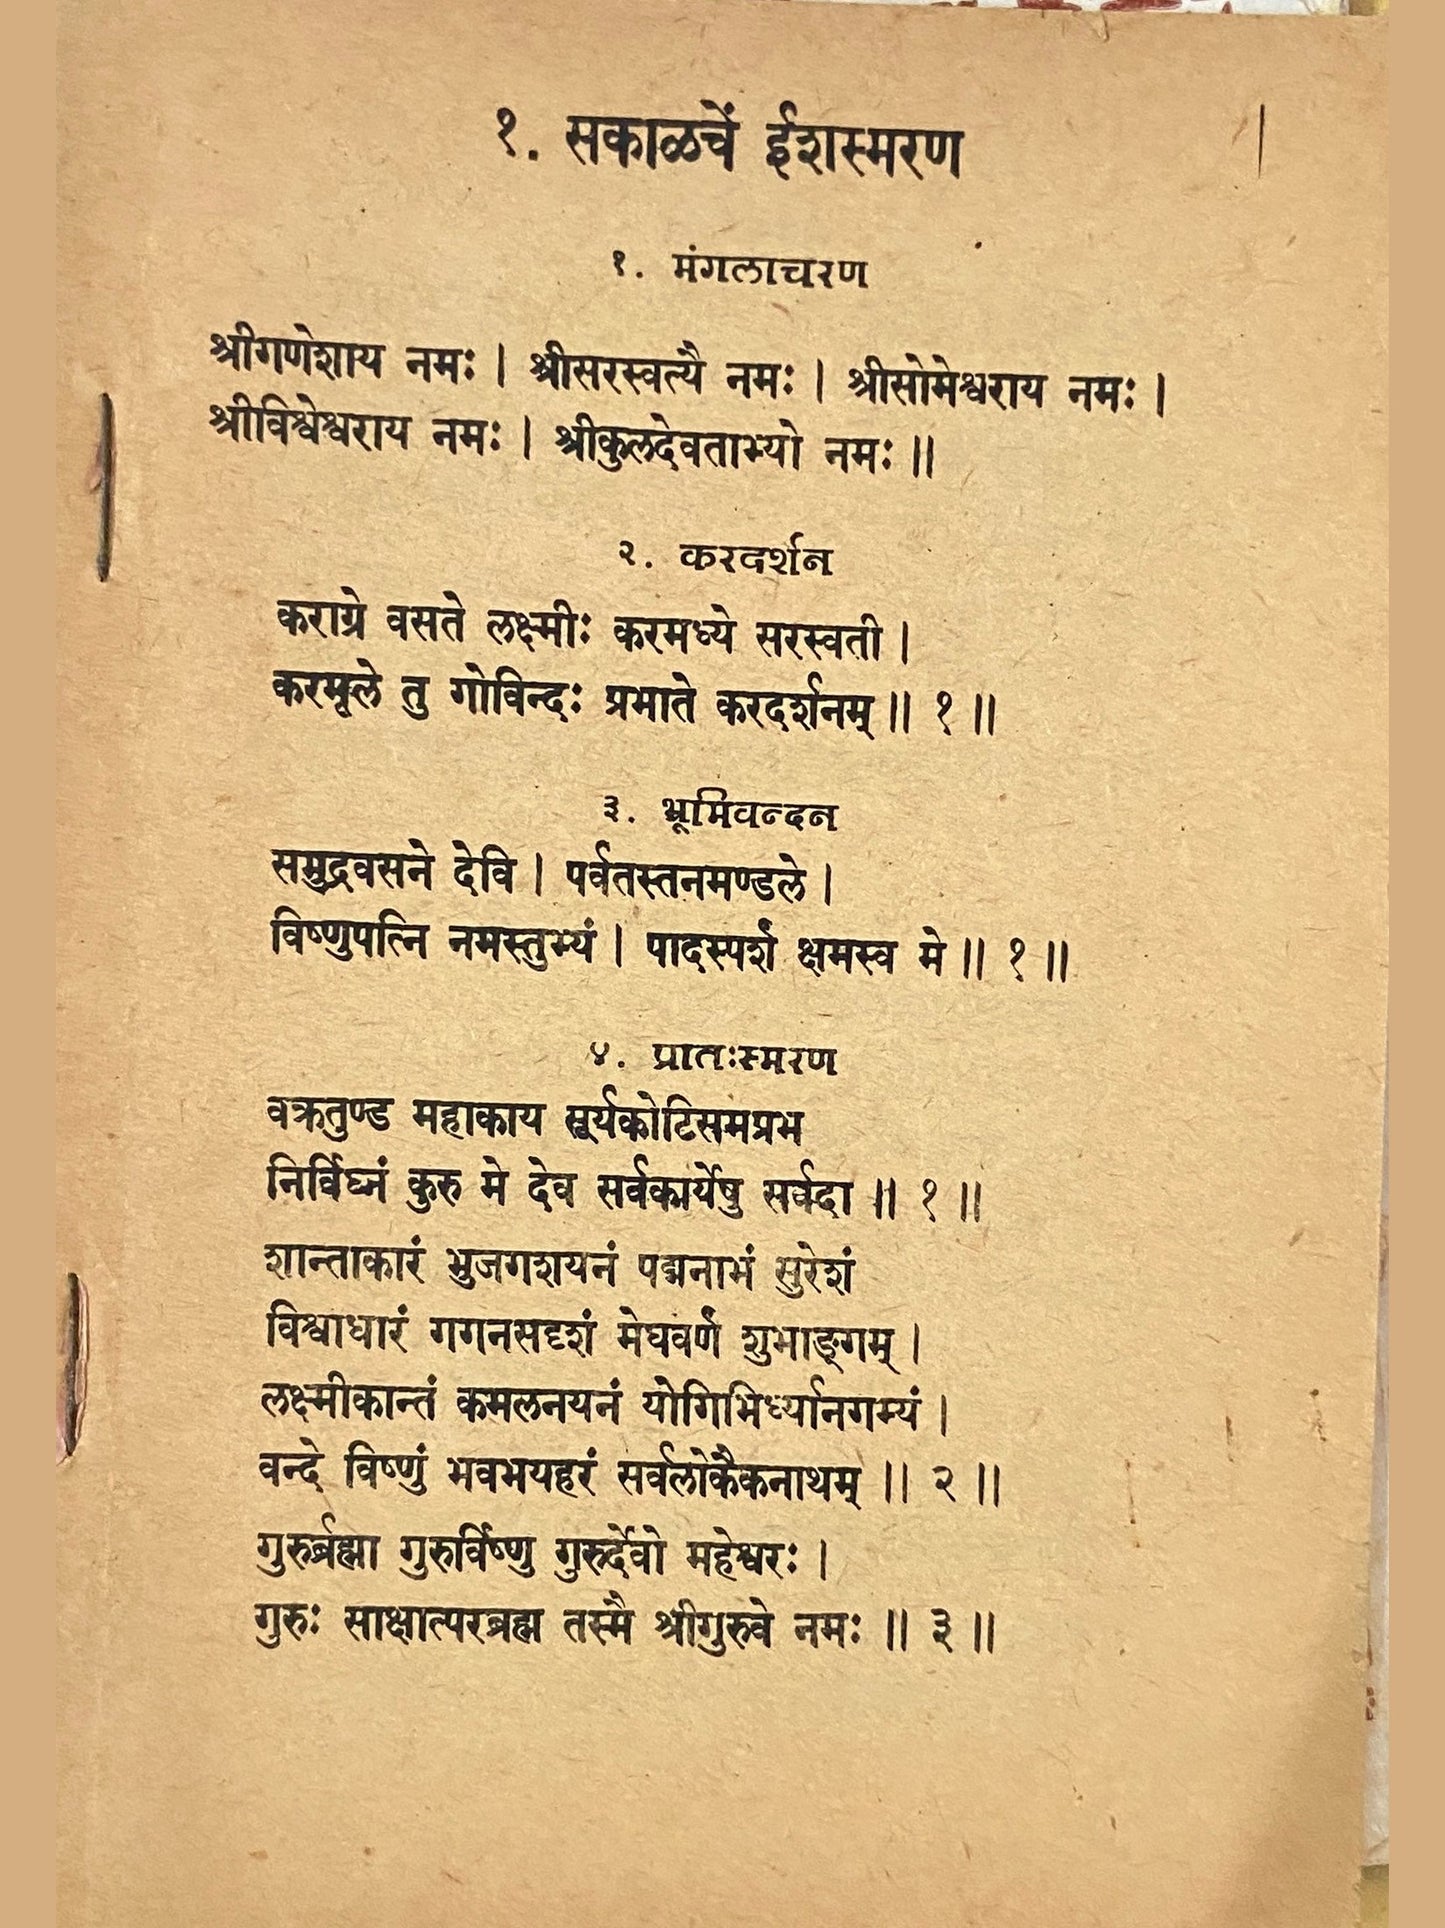 १. सकाळचें ईशस्मरण
१. मंगलाचरण
श्रीगणेशाय नमः । श्रीसरस्वत्यै नमः । श्रीसोमेश्वराय नमः ।
श्रीविश्वेश्वराय नमः । श्रीकुलदेवताभ्यो नमः ॥
२. करदर्शन
कराग्रे वसते लक्ष्मीः करमध्ये सरस्वती ।
करमूले तु गोविन्दः प्रभाते करदर्शनम् ॥ १ ॥
३. भूमिवन्दन
समुद्रवसने देवि । पर्वतस्तनमण्डले ।
विष्णुपत्नि नमस्तुभ्यं । पादस्पर्शं क्षमस्व मे ॥ १ ॥
४. प्रातःस्मरण
वक्रतुण्ड महाकाय सूर्यकोटिसमप्रभ
निर्विघ्नं कुरु मे देव सर्वकार्येषु सर्वदा ॥ १ ॥
शान्ताकारं भुजगशयनं पद्मनाभं सुरेशं
विश्वाधारं गगनसदृशं मेघवर्णं शुभाङ्गम् ।
लक्ष्मीकान्तं कमलनयनं योगिभिर्ध्यानगम्यं ।
वन्दे विष्णुं भवभयहरं सर्वलोकैकनाथम् ॥ २ ॥
गुरुर्ब्रह्मा गुरुर्विष्णु गुरुर्देवो महेश्वरः ।
गुरुः साक्षात्परब्रह्म तस्मै श्रीगुरुवे नमः ॥ ३ ॥